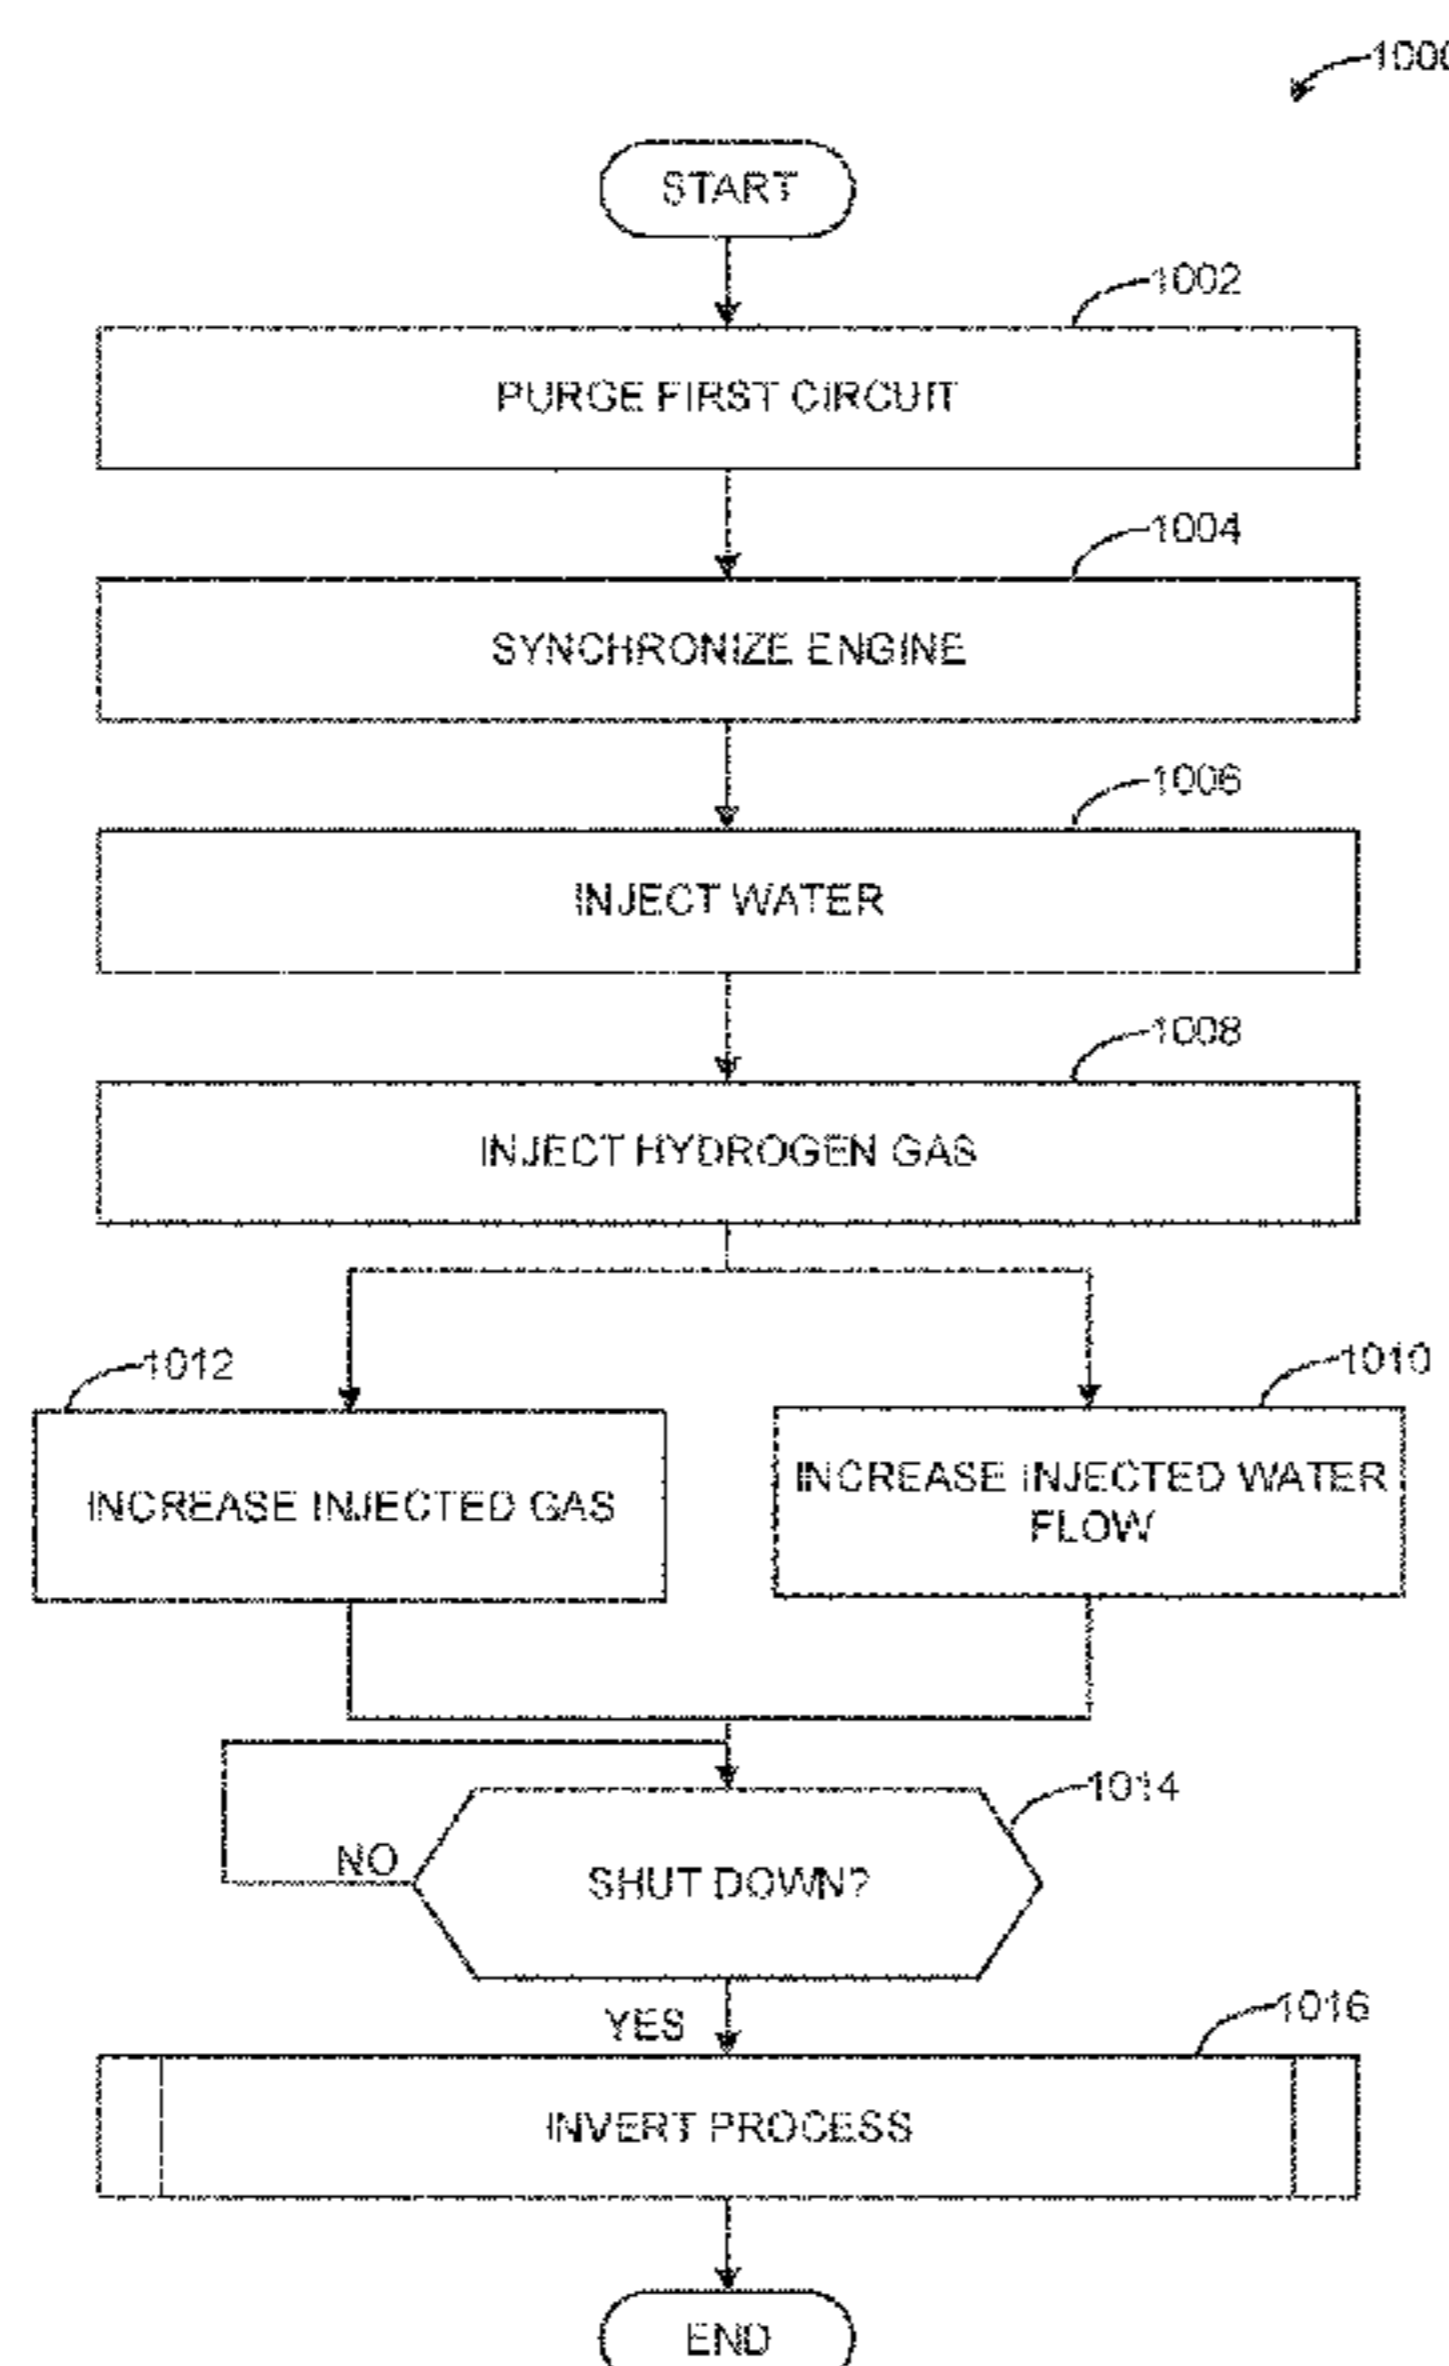 1000
START
1002
PURGE FIRST CIRCUIT
1004
SYNCHRONIZE ENGINE
1006
INJECT WATER
1008
INJECT HYDROGEN GAS
1012
1010
INCREASE INJECTED GAS
INCREASE INJECTED WATER
FLOW
1014
NO
SHUT DOWN?
YES
1016
INVERT PROCESS
END